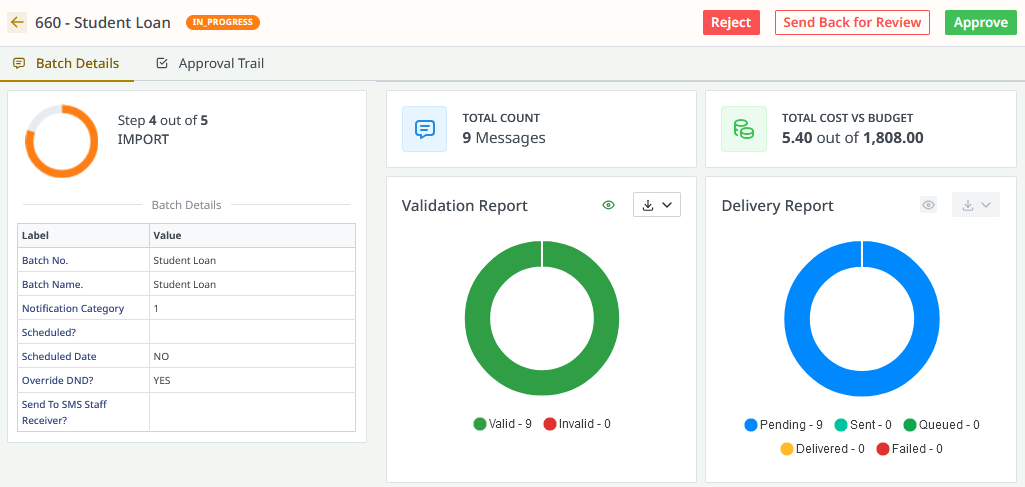 660 - Student Loan
IN_PROGRESS
Reject
Send Back for Review
Approve
Batch Details
Approval Trail
Step 4 out of 5
IMPORT
Batch Details
Label Value
Batch No. Student Loan
Batch Name. Student Loan
Notification Category 1
Scheduled?
Scheduled Date NO
Override DND? YES
Send To SMS Staff
Receiver?
TOTAL COUNT
9 Messages
TOTAL COST VS BUDGET
5.40 out of 1,808.00
Validation Report
Valid - 9 Invalid - 0
Delivery Report
Pending - 9 Sent - 0 Queued - 0
Delivered - 0 Failed - 0